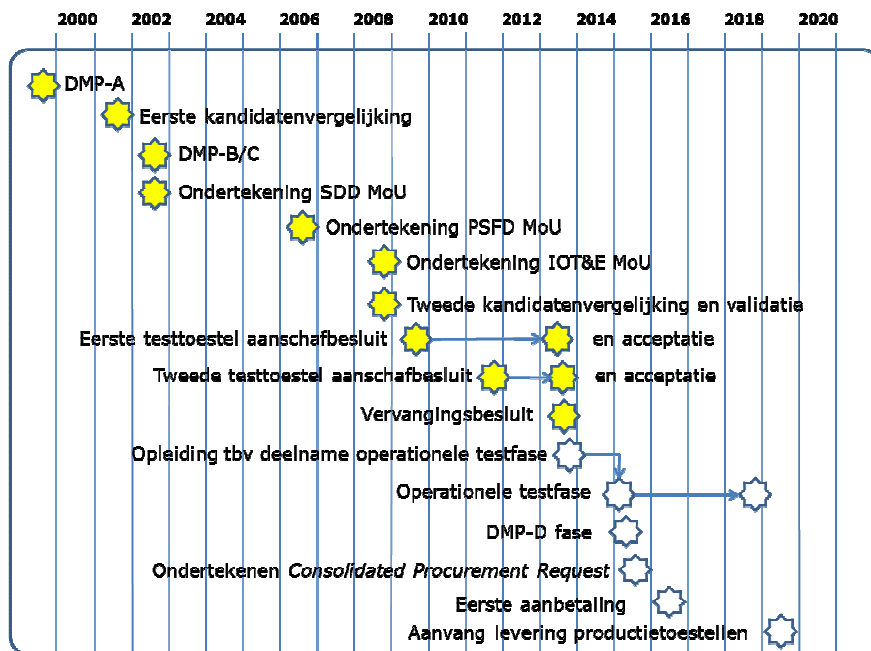 2000 2002 2004 2006 2008 2010 2012 2014 2016 2018 2020
DMP-A
Eerste kandidatenvergelijking
DMP-B/C
Ondertekening SDD MoU
Ondertekening PSFD MoU
Ondertekening IOT&E MoU
Tweede kandidatenvergelijking en validatie
Eerste testtoestel aanschafbesluit en acceptatie
Tweede testtoestel aanschafbesluit en acceptatie
Vervangingsbesluit
Opleiding tbv deelname operationele testfase
Operationele testfase
DMP-D fase
Ondertekenen Consolidated Procurement Request
Eerste aanbetaling
Aanvang levering productietoestellen